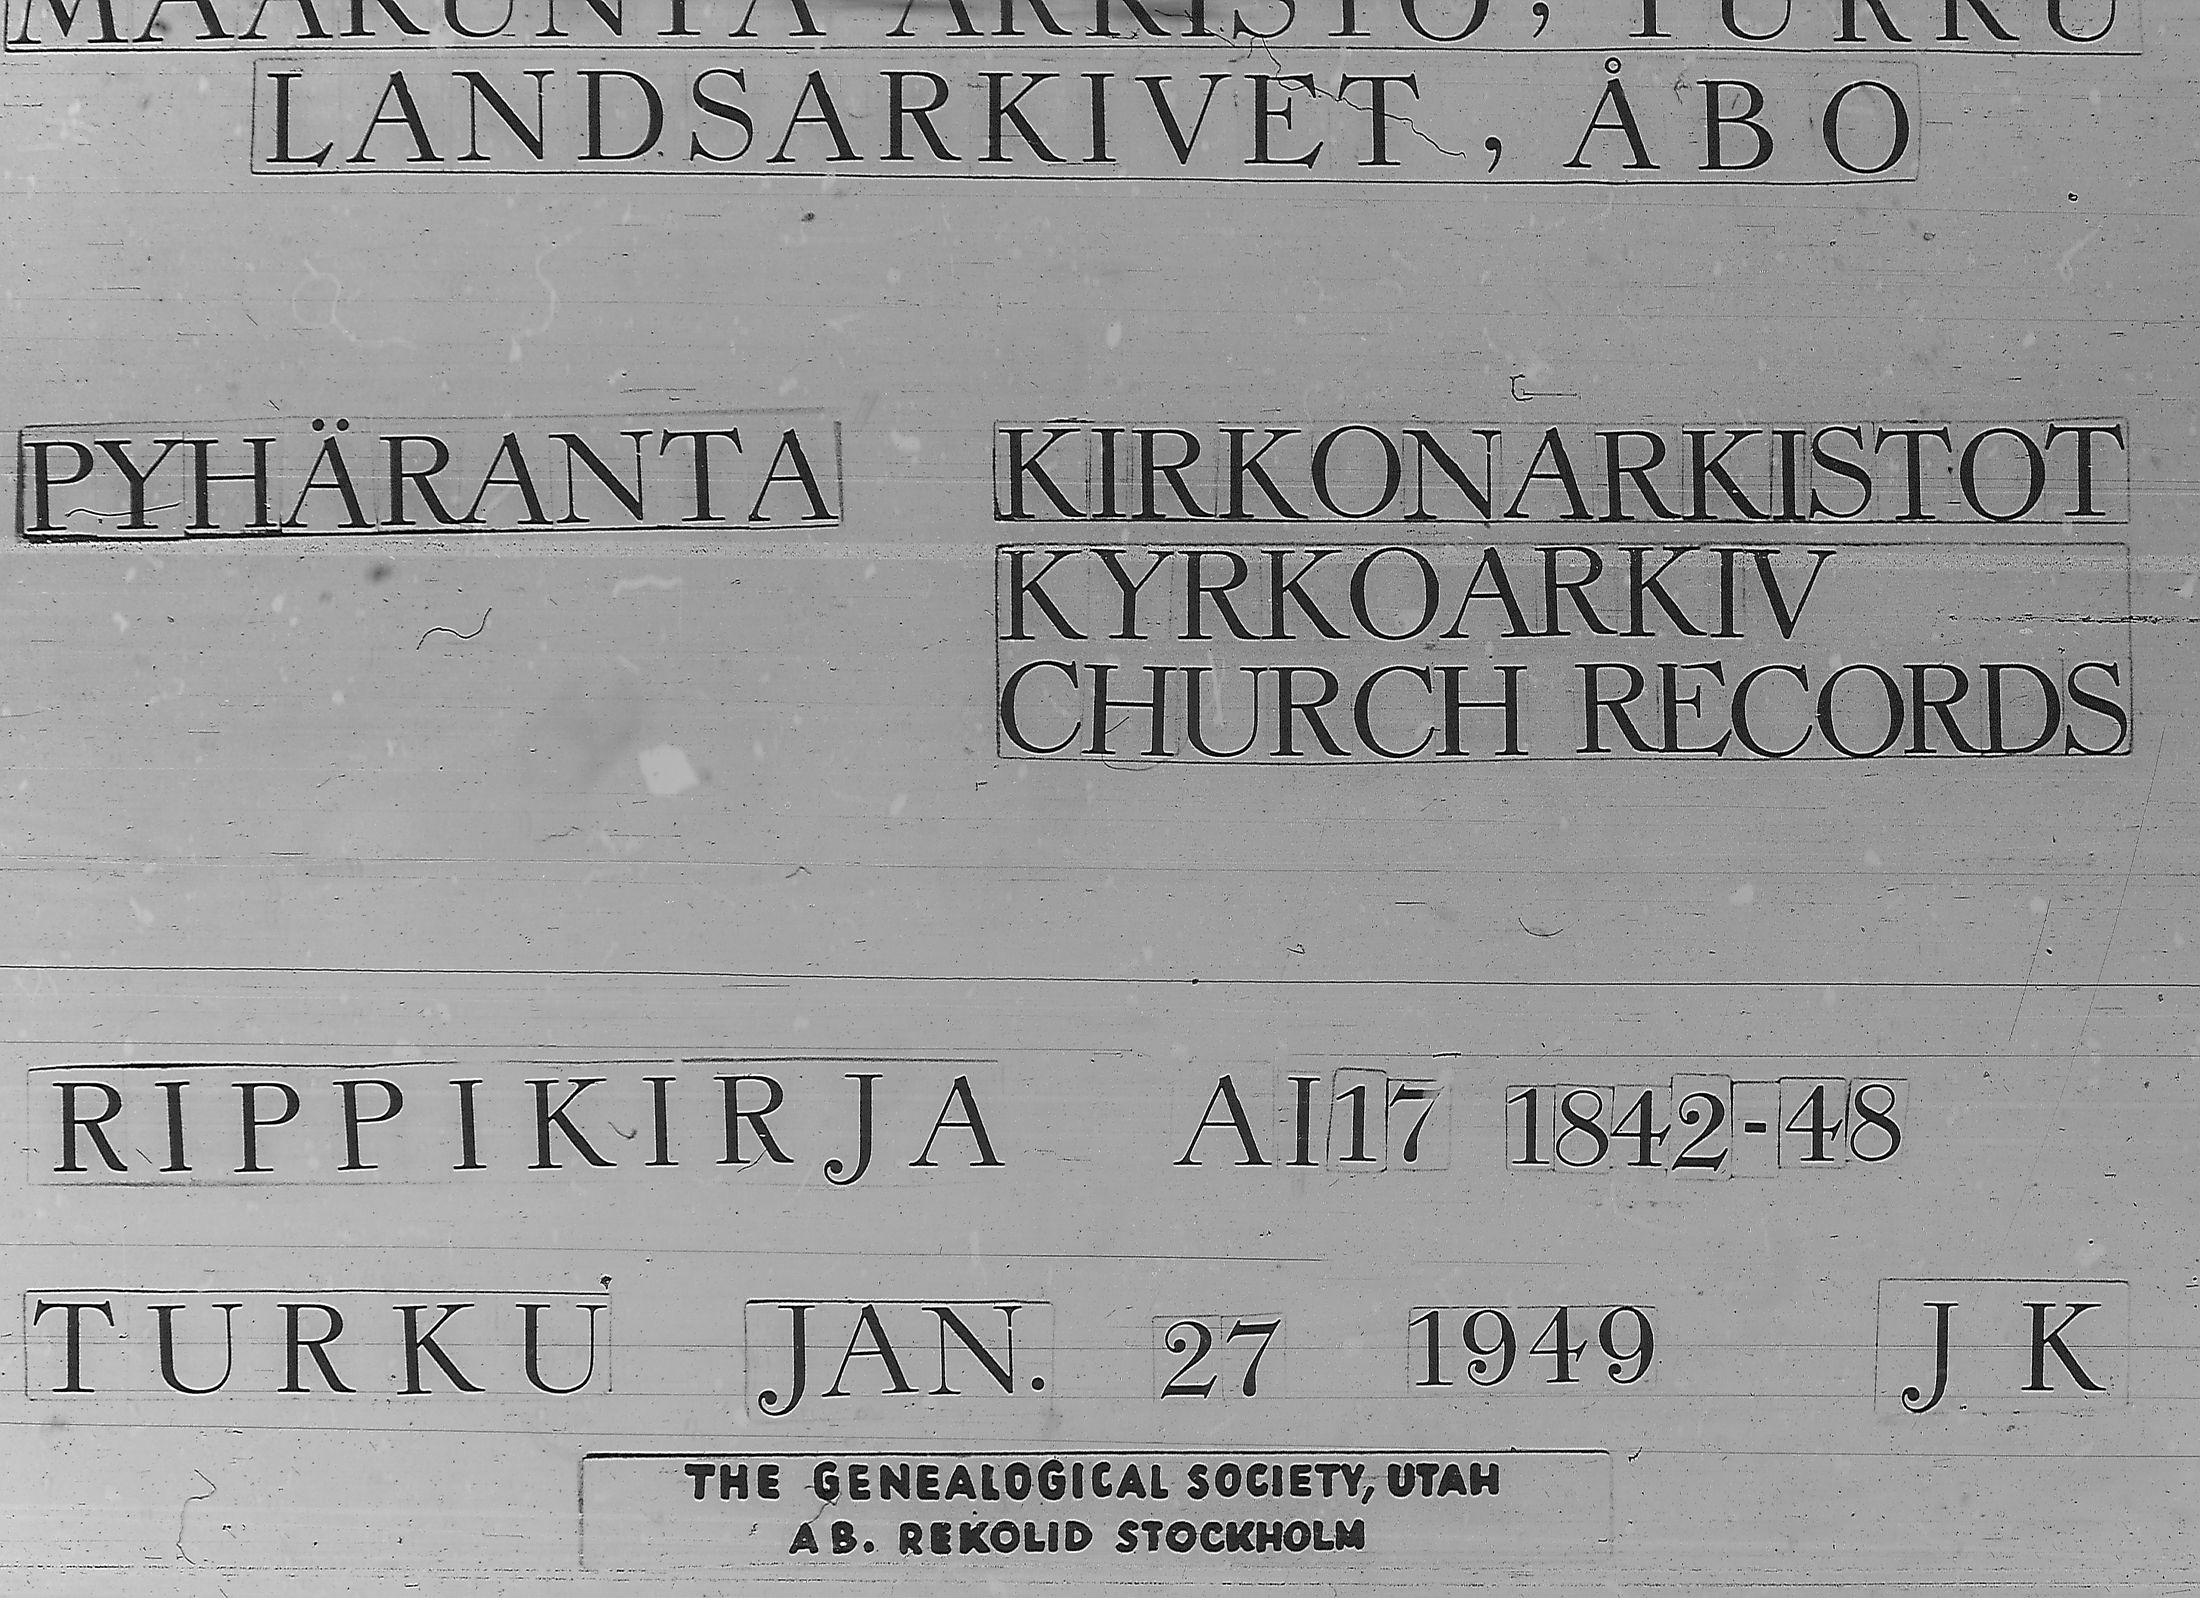 MAAKUNTA ARKISTO, TURKU
LANDSARKIVET, ÅBO
PYHÄRANTA KIRKONARKISTOT
KYRKOARKIV
CHURCH RECORDS
RIPPIKIRJA AI17 1842-48
TURKU JAN. 27 1949 JK
THE GENEALOGICAL SOCIETY, UTAH
AB. REKOLID STOCKHOLM